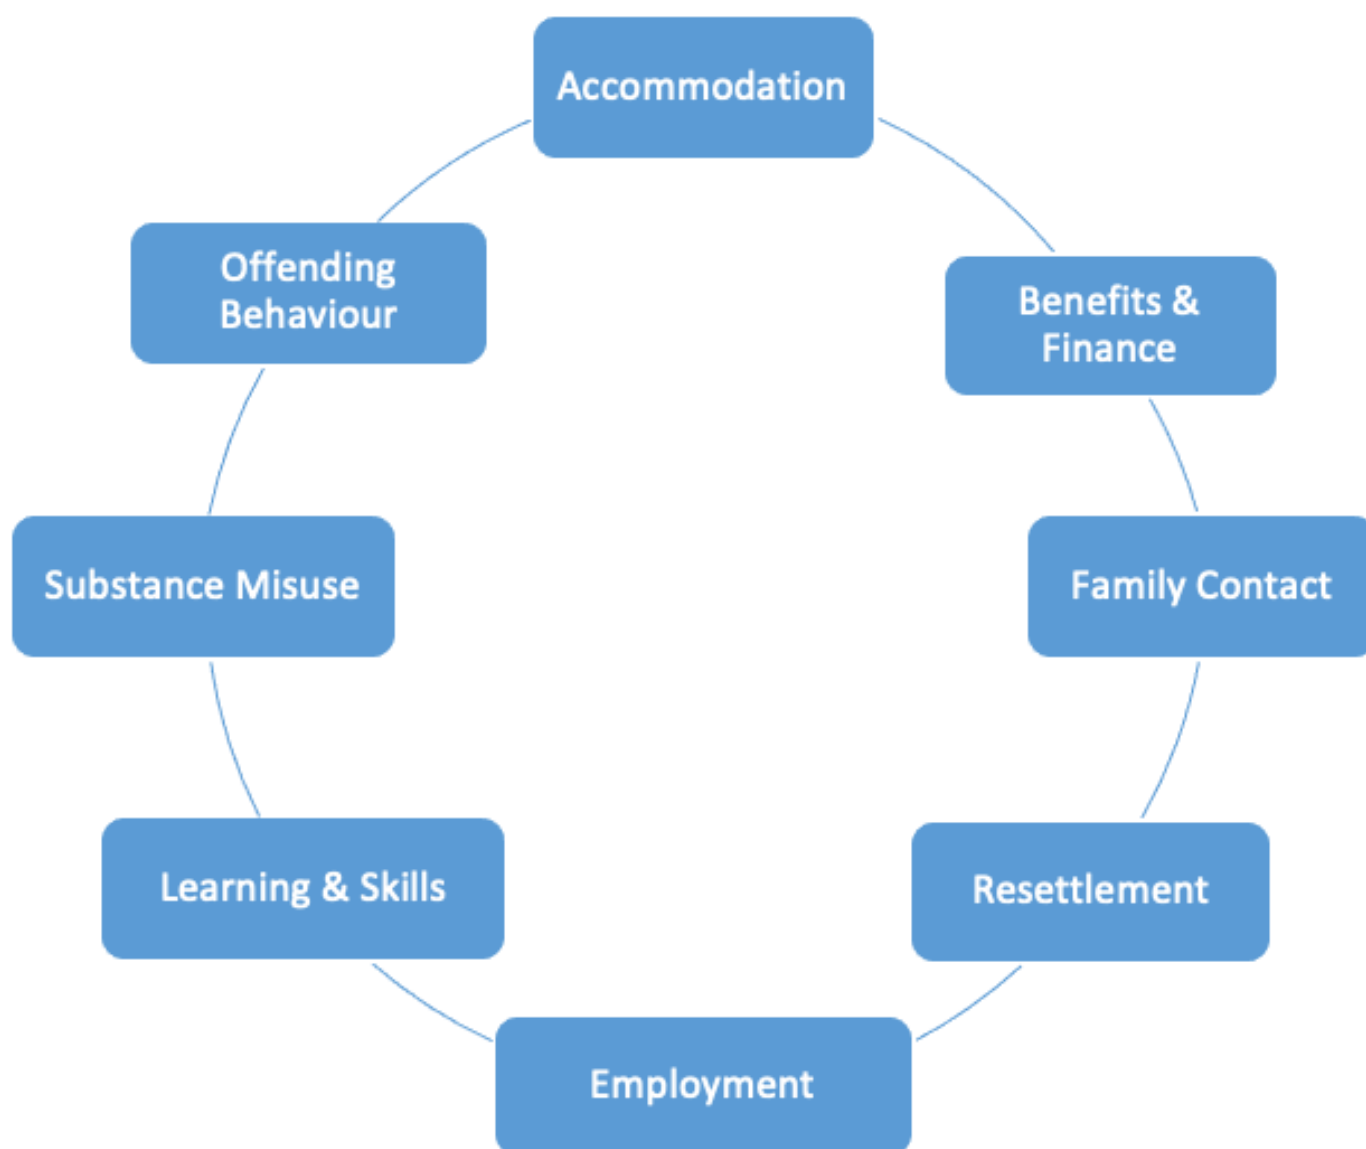 Accommodation
Offending
Behaviour
Benefits &
Finance
Substance Misuse
Family Contact
Learning & Skills
Resettlement
Employment